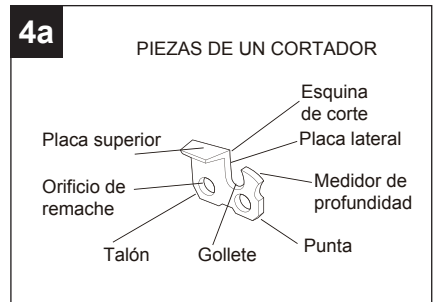 4a
PIEZAS DE UN CORTADOR
Esquina
de corte
Placa superior
Placa lateral
Orificio de
remache
Medidor de
profundidad
Talón
Gollete
Punta